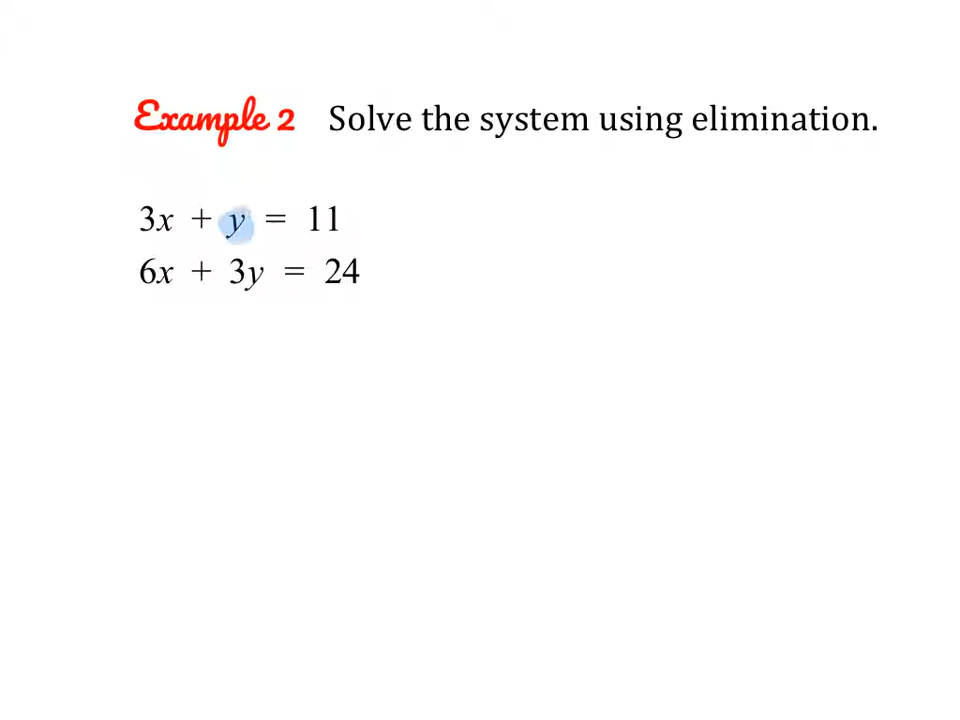 Example 2 Solve the system using elimination.
3x + y = 11
6x + 3y = 24